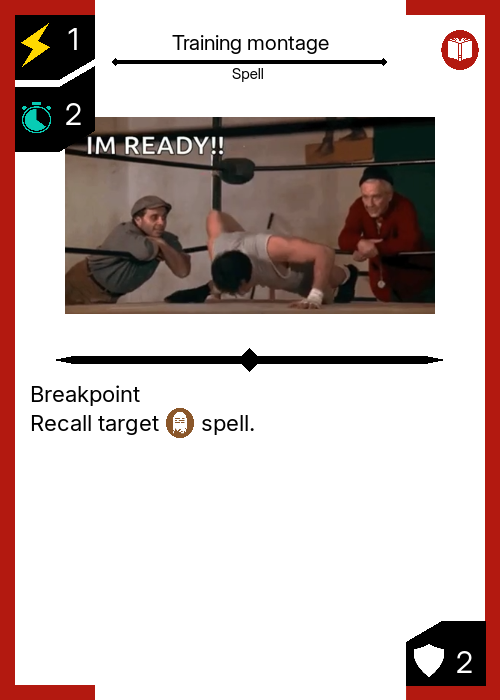 1
Training montage
Spell
2
IM READY!!
Breakpoint
Recall target spell.
2